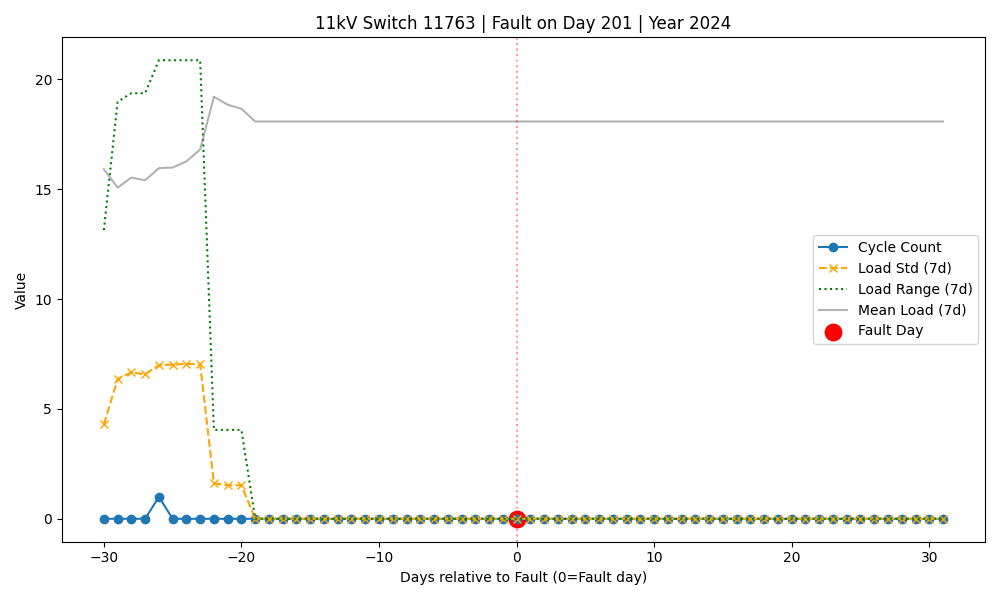 11kV Switch 11763 | Fault on Day 201 | Year 2024
Value
20
15
10
5
0
Cycle Count
Load Std (7d)
Load Range (7d)
Mean Load (7d)
Fault Day
−30
−20
−10
0
10
20
30
Days relative to Fault (0=Fault day)